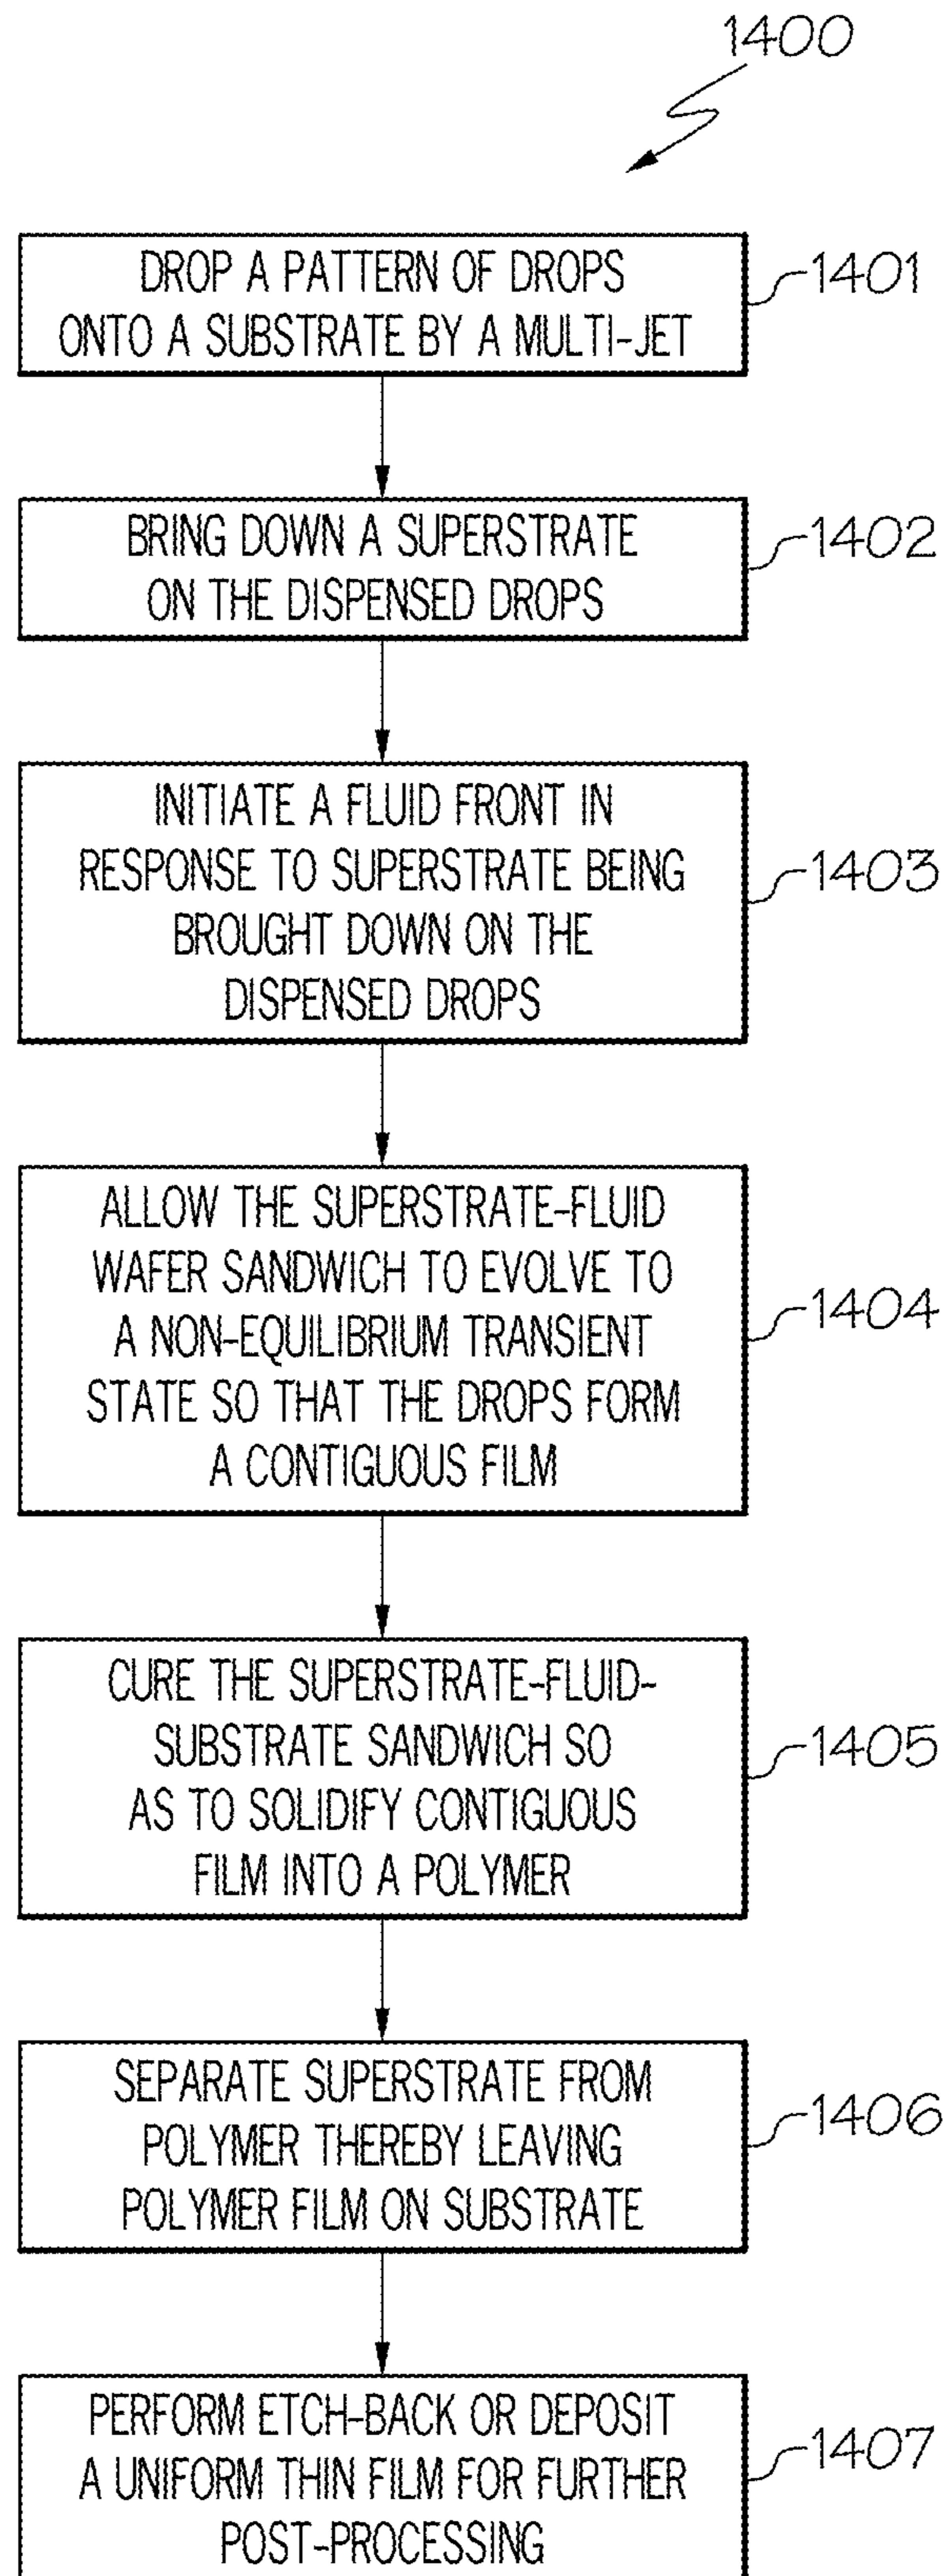 1400
DROP A PATTERN OF DROPS
ONTO A SUBSTRATE BY A MULTI-JET
1401
BRING DOWN A SUPERSTRATE
ON THE DISPENSED DROPS
1402
INITIATE A FLUID FRONT IN
RESPONSE TO SUPERSTRATE BEING
BROUGHT DOWN ON THE
DISPENSED DROPS
1403
ALLOW THE SUPERSTRATE-FLUID
WAFER SANDWICH TO EVOLVE TO
A NON-EQUILIBRIUM TRANSIENT
STATE SO THAT THE DROPS FORM
A CONTIGUOUS FILM
1404
CURE THE SUPERSTRATE-FLUID-
SUBSTRATE SANDWICH SO
AS TO SOLIDIFY CONTIGUOUS
FILM INTO A POLYMER
1405
SEPARATE SUPERSTRATE FROM
POLYMER THEREBY LEAVING
POLYMER FILM ON SUBSTRATE
1406
PERFORM ETCH-BACK OR DEPOSIT
A UNIFORM THIN FILM FOR FURTHER
POST-PROCESSING
1407